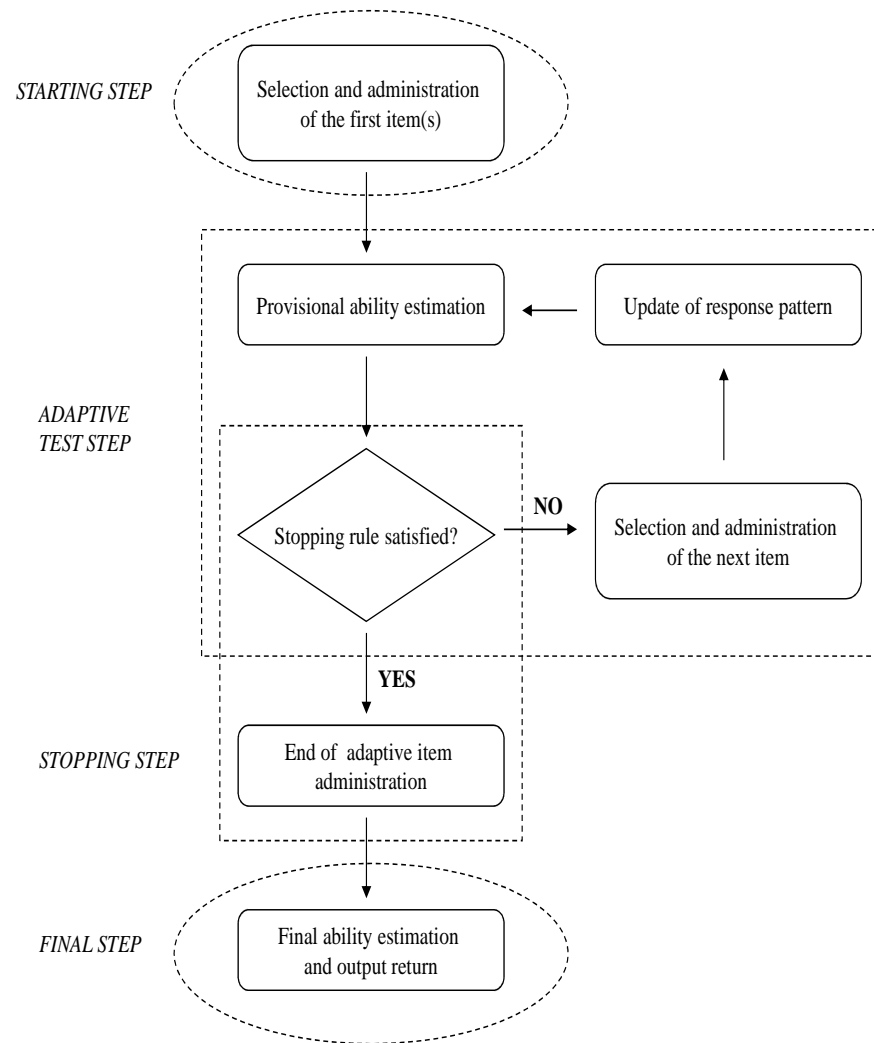 STARTING STEP
Selection and administration
of the first item(s)
Provisional ability estimation
Update of response pattern
ADAPTIVE
TEST STEP
Stopping rule satisfied?
NO
Selection and administration
of the next item
YES
STOPPING STEP
End of adaptive item
administration
FINAL STEP
Final ability estimation
and output return